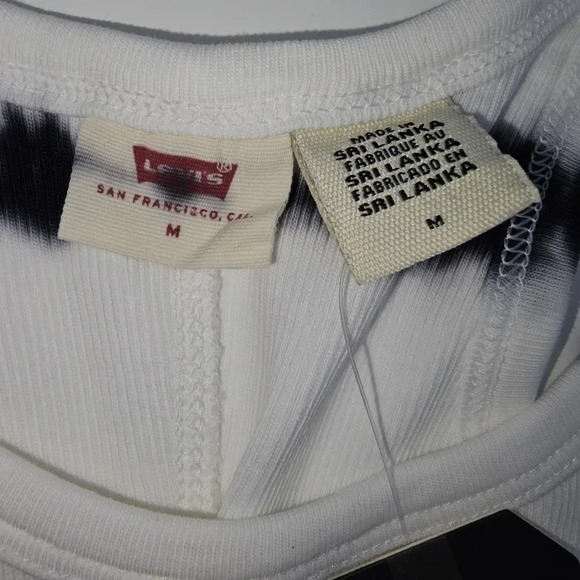 LEVI'S®
SAN FRANCISCO, CAL
M
MADE IN
SRI LANKA
FABRIQUE AU
SRI LANKA
FABRICADO EN
SRI LANKA
M